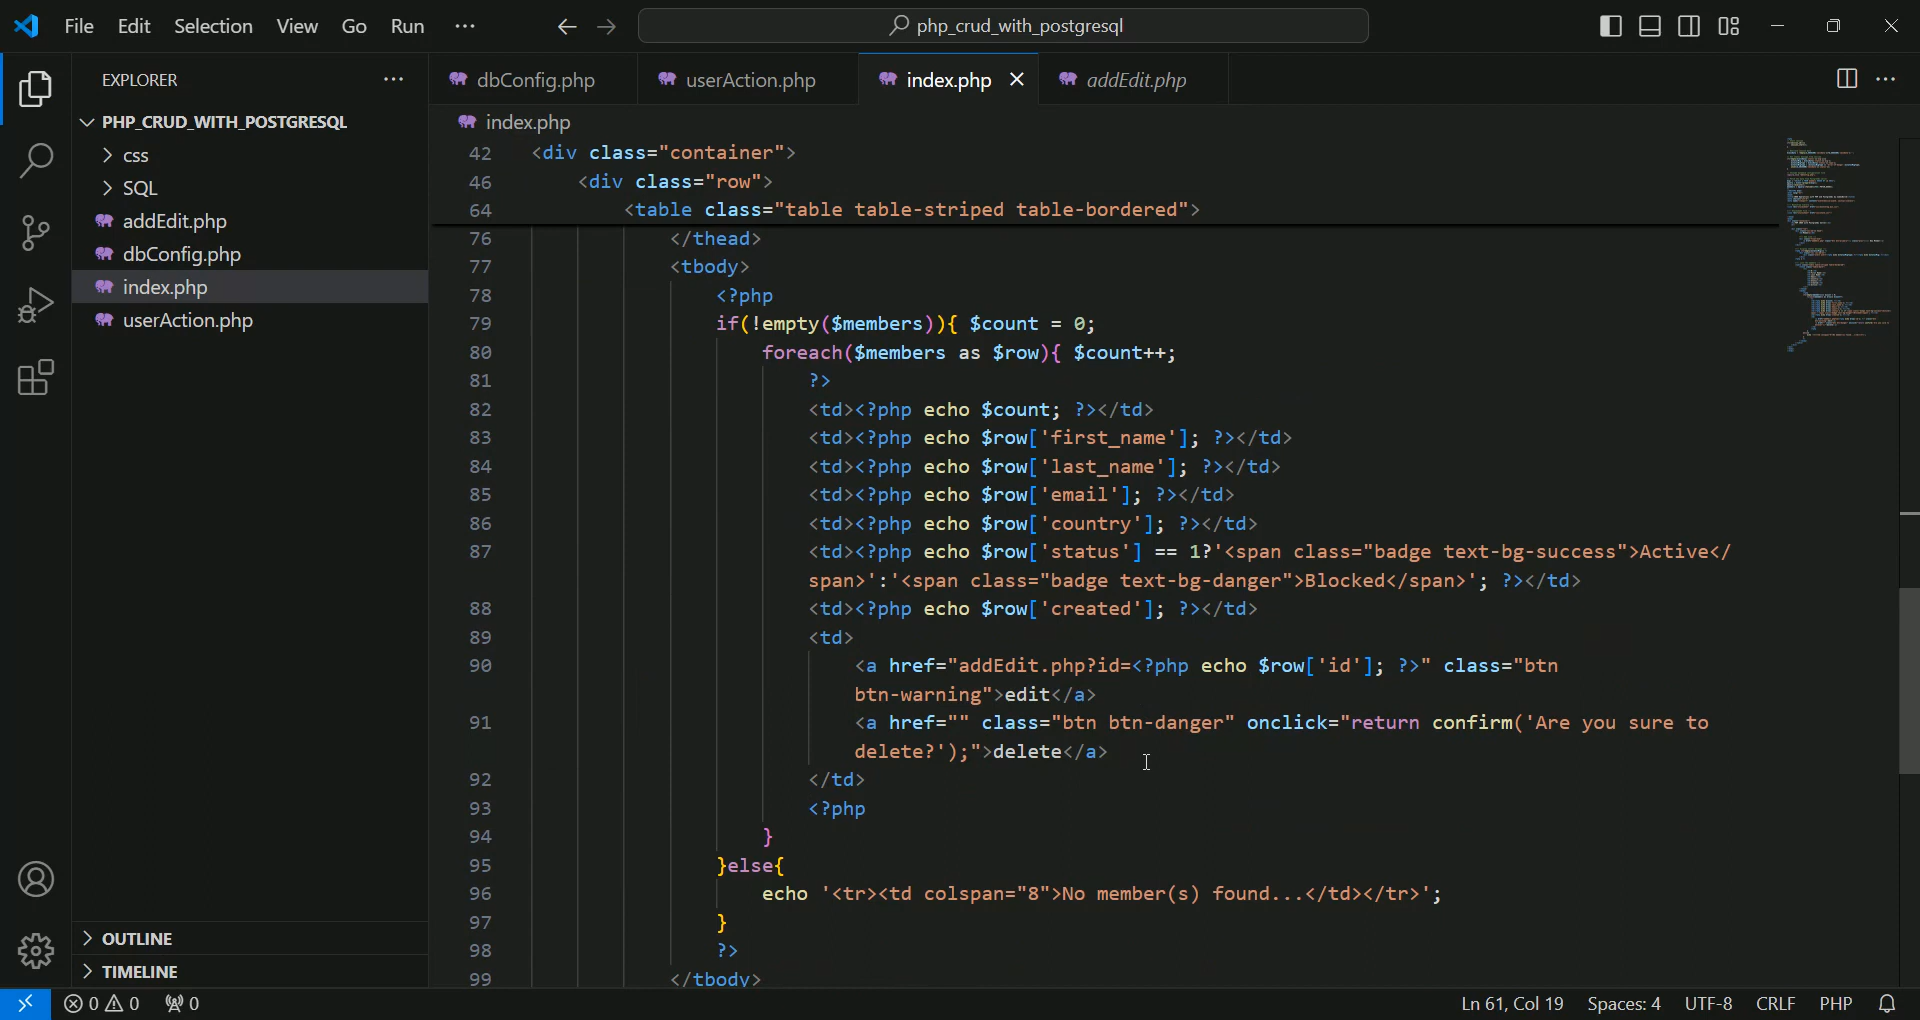 File Edit Selection View Go Run ... php_crud_with_postgresql
EXPLORER ...
dbConfig.php userAction.php index.php addEdit.php
PHP_CRUD_WITH_POSTGRESQL
css
SQL
addEdit.php
dbConfig.php
index.php
userAction.php
OUTLINE
TIMELINE
index.php
42 <div class="container">
46 <div class="row">
64 <table class="table table-striped table-bordered">
76 </thead>
77 <tbody>
78 <?php
79 if(!empty($members)){ $count = 0;
80 foreach($members as $row){ $count++;
81 ?>
82 <td><?php echo $count; ?></td>
83 <td><?php echo $row['first_name']; ?></td>
84 <td><?php echo $row['last_name']; ?></td>
85 <td><?php echo $row['email']; ?></td>
86 <td><?php echo $row['country']; ?></td>
87 <td><?php echo $row['status'] == 1?'<span class="badge text-bg-success">Active</
span>':'<span class="badge text-bg-danger">Blocked</span>'; ?></td>
88 <td><?php echo $row['created']; ?></td>
89 <td>
90 <a href="addEdit.php?id=<?php echo $row['id']; ?>" class="btn
btn-warning">edit</a>
91 <a href="" class="btn btn-danger" onclick="return confirm('Are you sure to
delete?');">delete</a>
92 </td>
93 <?php
94 }
95 }else{
96 echo '<tr><td colspan="8">No member(s) found...</td></tr>';
97 }
98 ?>
99 </tbody>
0 0 0 Ln 61, Col 19 Spaces: 4 UTF-8 CRLF PHP